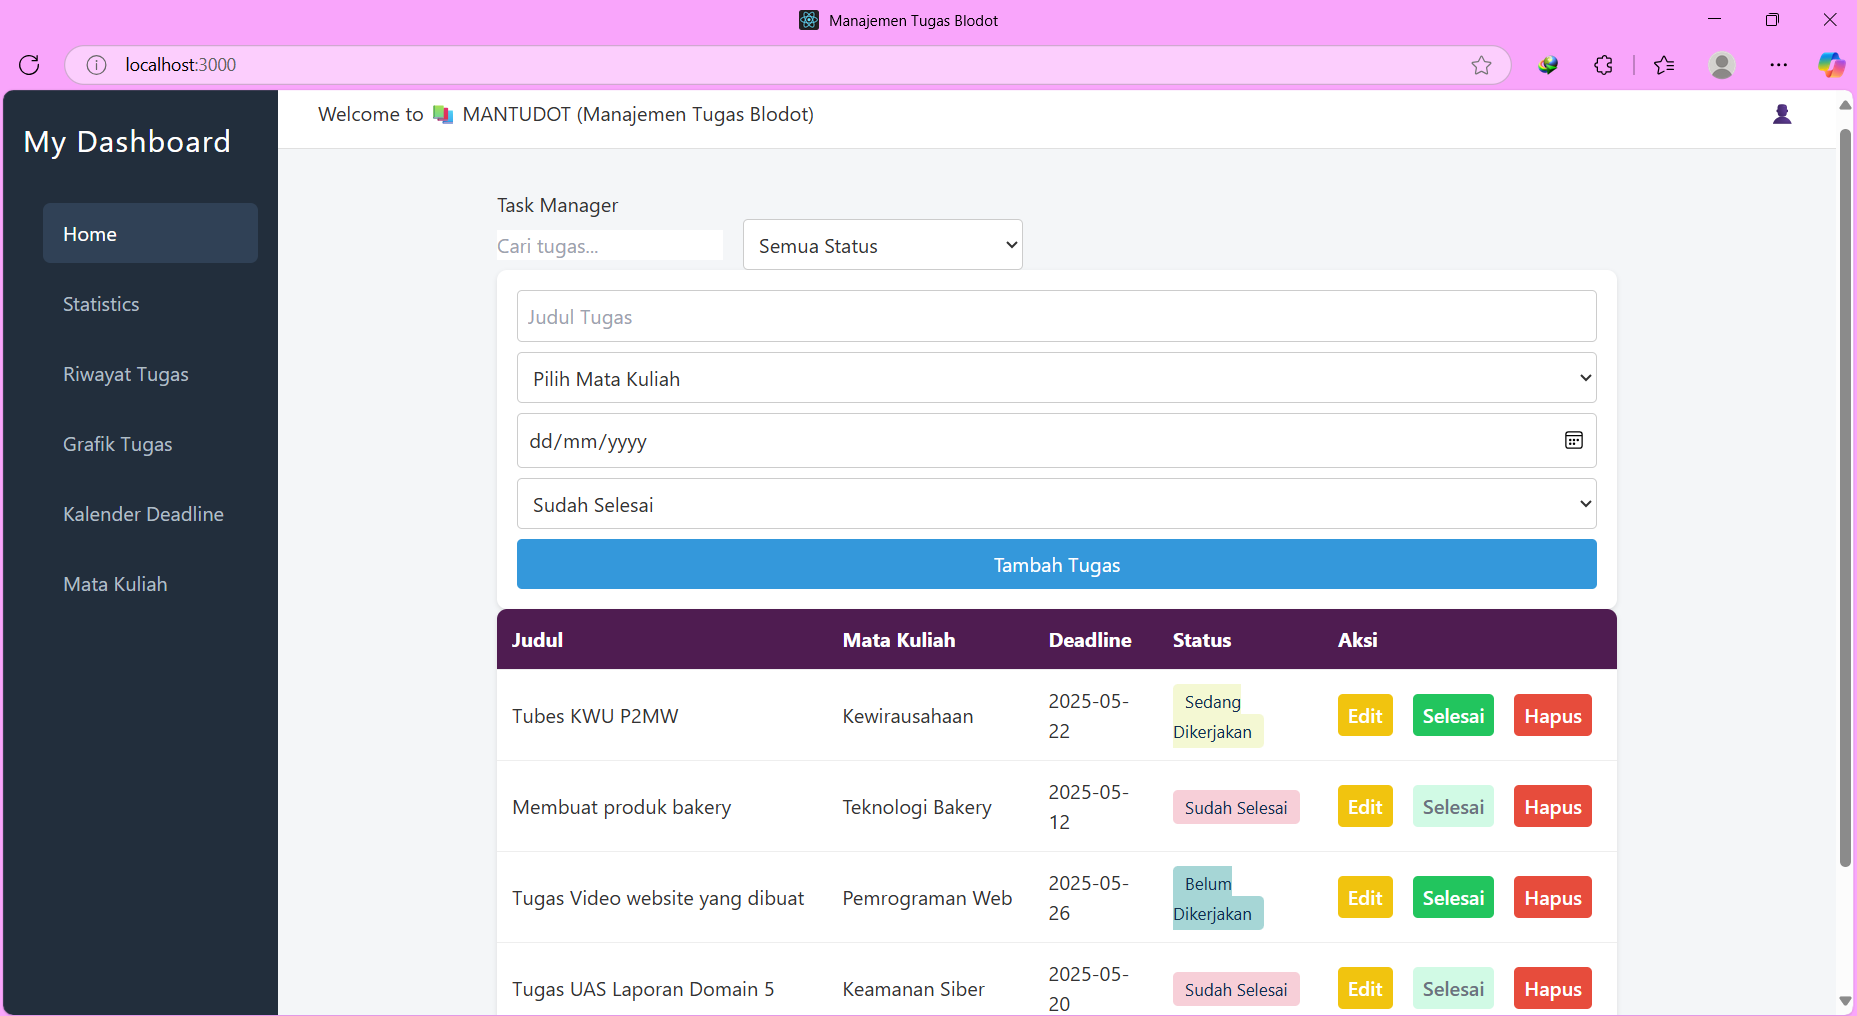 Manajemen Tugas Blodot
localhost:3000
My Dashboard
Home
Statistics
Riwayat Tugas
Grafik Tugas
Kalender Deadline
Mata Kuliah
Welcome to 📚 MANTUDOT (Manajemen Tugas Blodot)
Task Manager
Cari tugas...
Semua Status
Judul Tugas
Pilih Mata Kuliah
dd/mm/yyyy
Sudah Selesai
Tambah Tugas
Judul Mata Kuliah Deadline Status Aksi
Tubes KWU P2MW Kewirausahaan 2025-05-22 Sedang Dikerjakan Edit Selesai Hapus
Membuat produk bakery Teknologi Bakery 2025-05-12 Sudah Selesai Edit Selesai Hapus
Tugas Video website yang dibuat Pemrograman Web 2025-05-26 Belum Dikerjakan Edit Selesai Hapus
Tugas UAS Laporan Domain 5 Keamanan Siber 2025-05-20 Sudah Selesai Edit Selesai Hapus